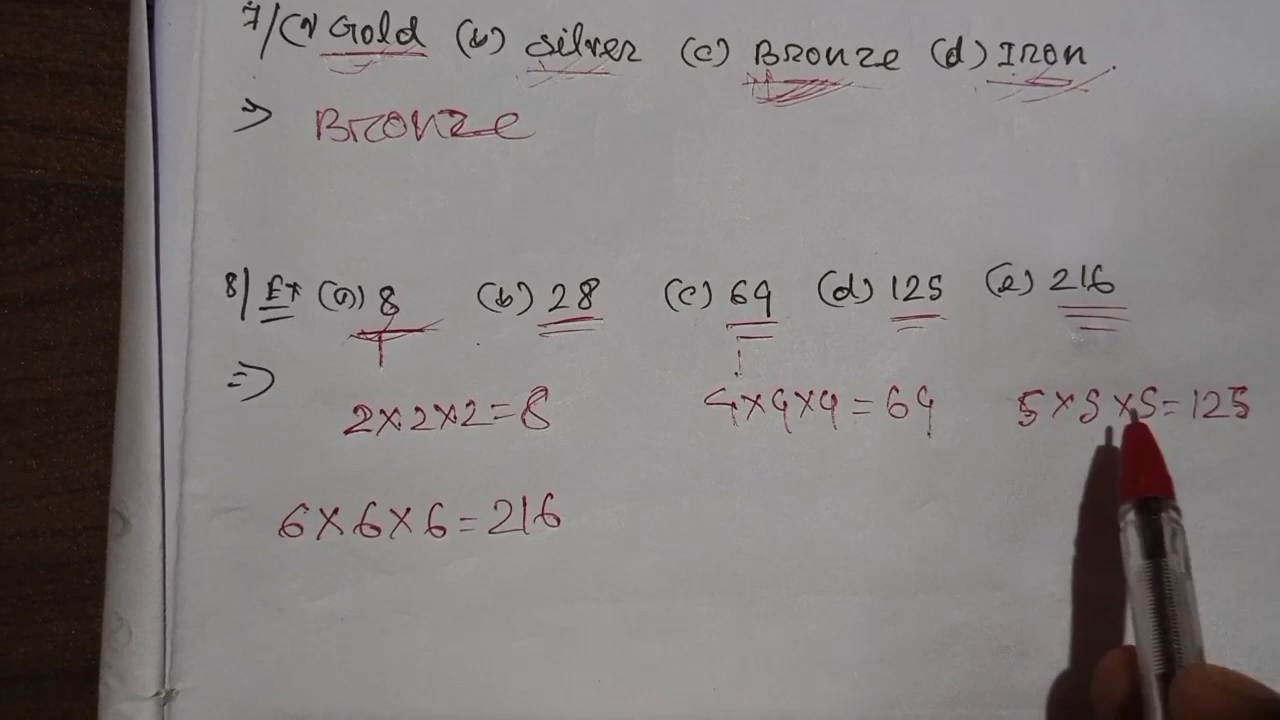 7/ (a) Gold (b) Silver (c) Bronze (d) Iron.
⇒ Bronze
8/ Ex (a) 8 (b) 28 (c) 64 (d) 125 (e) 216
⇒
2×2×2=8 4×4×4=64 5×5×5=125
6×6×6=216